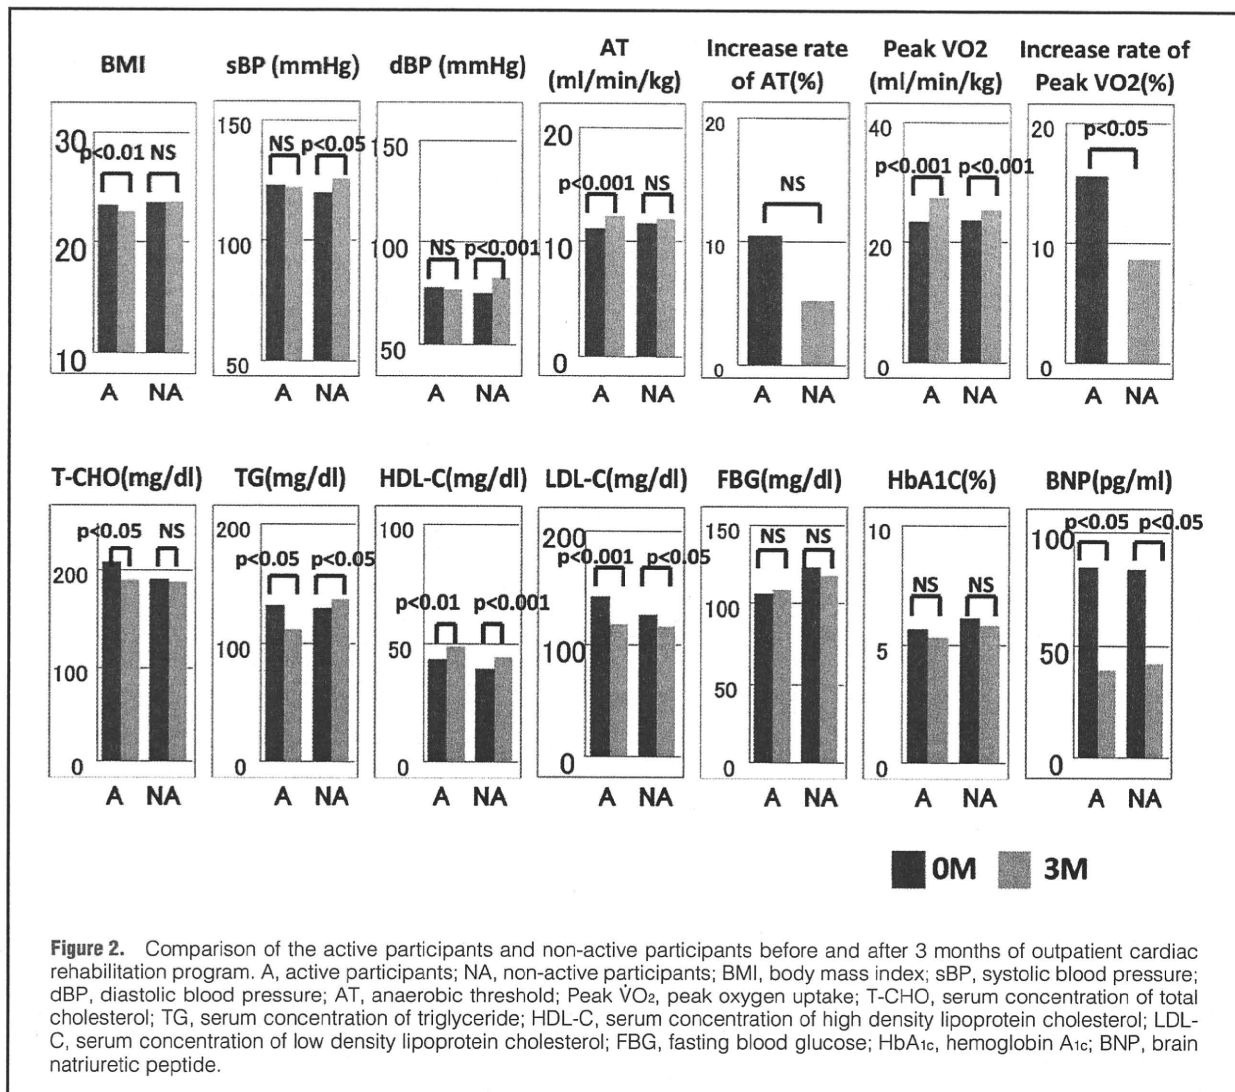 BMI
sBP (mmHg)
dBP (mmHg)
AT
(ml/min/kg)
Increase rate
of AT(%)
Peak VO2
(ml/min/kg)
Increase rate of
Peak VO2(%)
30
20
10
p<0.01 NS
A NA
150
100
50
NS p<0.05
A NA
150
100
50
NS p<0.001
A NA
20
10
0
p<0.001 NS
A NA
20
10
0
NS
A NA
40
20
0
p<0.001 p<0.001
A NA
20
10
0
p<0.05
A NA
T-CHO(mg/dl)
TG(mg/dl)
HDL-C(mg/dl)
LDL-C(mg/dl)
FBG(mg/dl)
HbA1C(%)
BNP(pg/ml)
p<0.05 NS
200
100
0
A NA
200
100
0
p<0.05 p<0.05
A NA
100
50
0
p<0.01 p<0.001
A NA
200
100
0
p<0.001 p<0.05
A NA
150
100
50
0
NS NS
A NA
10
5
0
NS NS
A NA
p<0.05 p<0.05
100
50
0
A NA
0M 3M
Figure 2. Comparison of the active participants and non-active participants before and after 3 months of outpatient cardiac
rehabilitation program. A, active participants; NA, non-active participants; BMI, body mass index; sBP, systolic blood pressure;
dBP, diastolic blood pressure; AT, anaerobic threshold; Peak V̇O₂, peak oxygen uptake; T-CHO, serum concentration of total
cholesterol; TG, serum concentration of triglyceride; HDL-C, serum concentration of high density lipoprotein cholesterol; LDL-
C, serum concentration of low density lipoprotein cholesterol; FBG, fasting blood glucose; HbA₁c, hemoglobin A₁c; BNP, brain
natriuretic peptide.